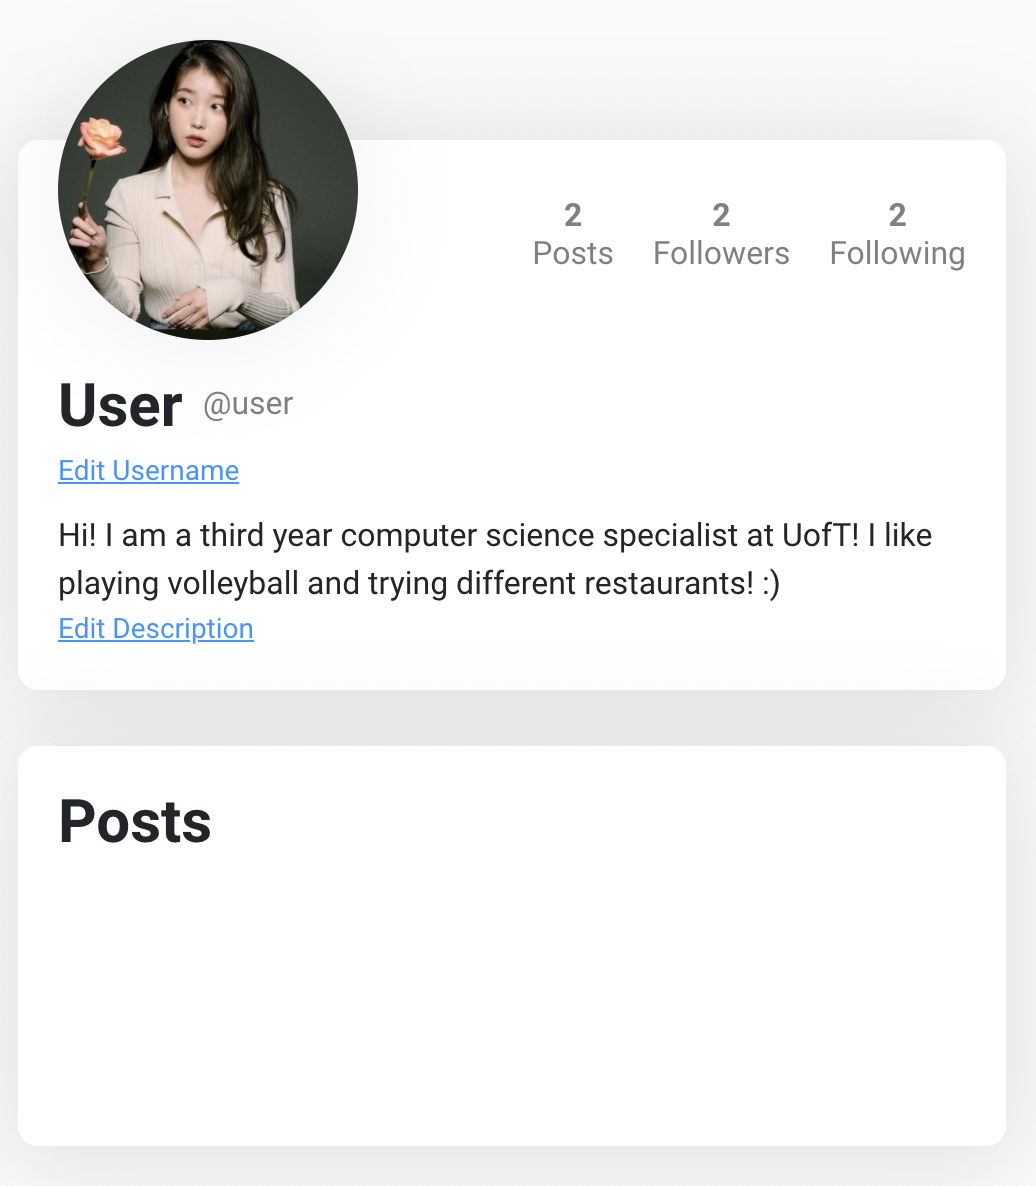 2 2 2
Posts Followers Following
User @user
Edit Username
Hi! I am a third year computer science specialist at UofT! I like
playing volleyball and trying different restaurants! :)
Edit Description
Posts